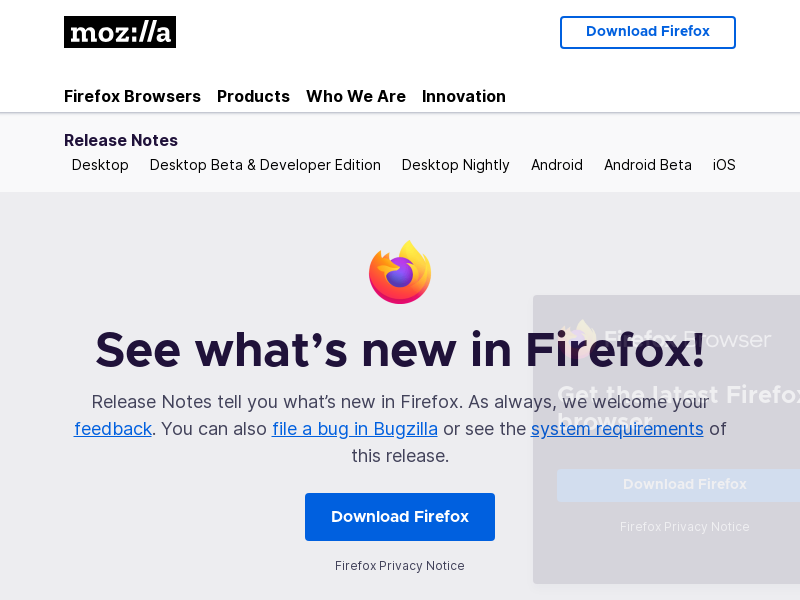 moz://a
Download Firefox
Firefox Browsers Products Who We Are Innovation
Release Notes
Desktop Desktop Beta & Developer Edition Desktop Nightly Android Android Beta iOS
See what’s new in Firefox!
Release Notes tell you what’s new in Firefox. As always, we welcome your
feedback. You can also file a bug in Bugzilla or see the system requirements of
this release.
Download Firefox
Firefox Privacy Notice
Firefox Browser
Get the latest Firefox
browser
Download Firefox
Firefox Privacy Notice